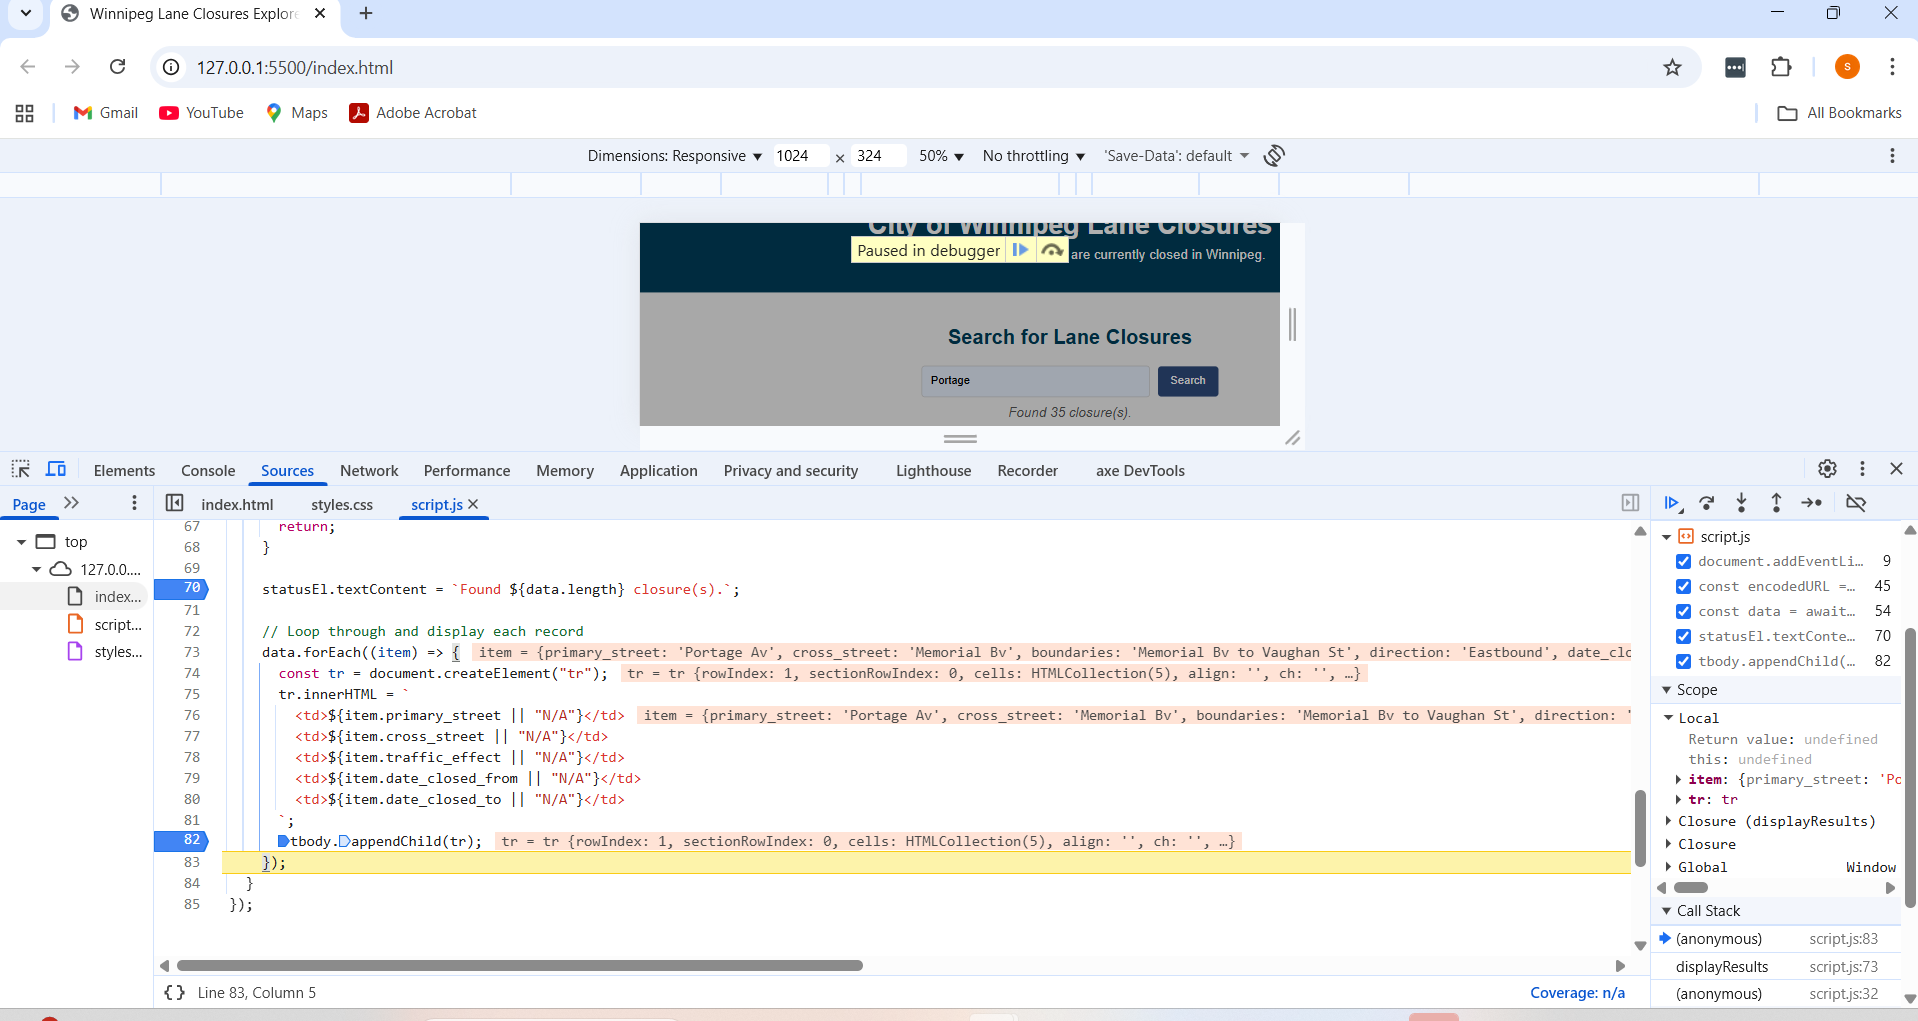 Winnipeg Lane Closures Explore
127.0.0.1:5500/index.html
S
Gmail
YouTube
Maps
Adobe Acrobat
All Bookmarks
Dimensions: Responsive
1024
×
324
50%
No throttling
'Save-Data': default
City of Winnipeg Lane Closures
Paused in debugger
are currently closed in Winnipeg.
Search for Lane Closures
Portage
Search
Found 35 closure(s).
Elements
Console
Sources
Network
Performance
Memory
Application
Privacy and security
Lighthouse
Recorder
axe DevTools
Page
index.html
styles.css
script.js
top
127.0.0....
index...
script...
styles...
67 return;
68 }
69
70 statusEl.textContent = `Found ${data.length} closure(s).`;
71
72 // Loop through and display each record
73 data.forEach((item) => { item = {primary_street: 'Portage Av', cross_street: 'Memorial Bv', boundaries: 'Memorial Bv to Vaughan St', direction: 'Eastbound', date_clo
74 const tr = document.createElement("tr"); tr = tr {rowIndex: 1, sectionRowIndex: 0, cells: HTMLCollection(5), align: '', ch: '', …}
75 tr.innerHTML = `
76 <td>${item.primary_street || "N/A"}</td> item = {primary_street: 'Portage Av', cross_street: 'Memorial Bv', boundaries: 'Memorial Bv to Vaughan St', direction: '
77 <td>${item.cross_street || "N/A"}</td>
78 <td>${item.traffic_effect || "N/A"}</td>
79 <td>${item.date_closed_from || "N/A"}</td>
80 <td>${item.date_closed_to || "N/A"}</td>
81 `;
82 tbody.appendChild(tr); tr = tr {rowIndex: 1, sectionRowIndex: 0, cells: HTMLCollection(5), align: '', ch: '', …}
83 });
84 }
85 });
{} Line 83, Column 5
Coverage: n/a
script.js
document.addEventLi… 9
const encodedURL =… 45
const data = await… 54
statusEl.textConte… 70
tbody.appendChild(… 82
Scope
Local
Return value: undefined
this: undefined
item: {primary_street: 'Po
tr: tr
Closure (displayResults)
Closure
Global Window
Call Stack
(anonymous) script.js:83
displayResults script.js:73
(anonymous) script.js:32